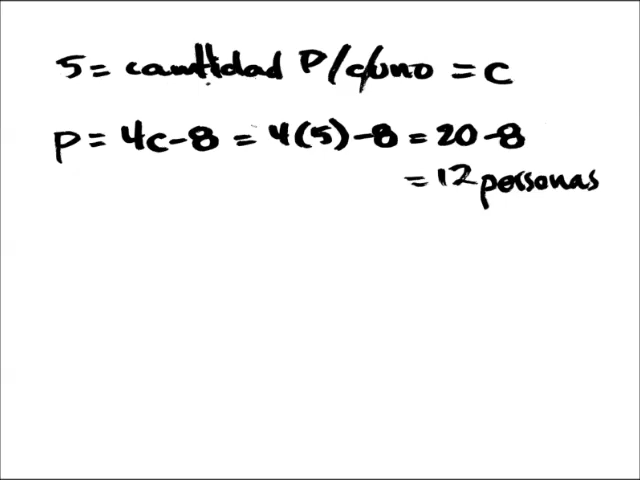 5 = cantidad P/c/uno = C
P = 4c - 8 = 4(5) - 8 = 20 - 8
= 12 personas